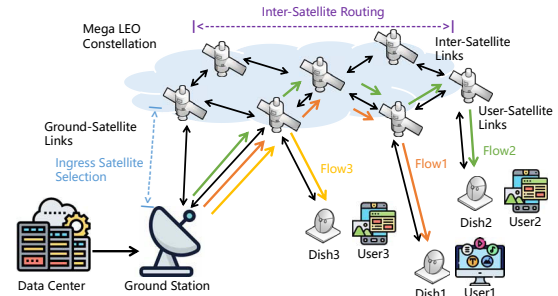 Inter-Satellite Routing
Mega LEO
Constellation
Inter-Satellite
Links
Ground-Satellite
Links
User-Satellite
Links
Ingress Satellite
Selection
Flow3
Flow1
Flow2
Dish2
User2
Dish3
User3
Data Center
Ground Station
Dish1
User1